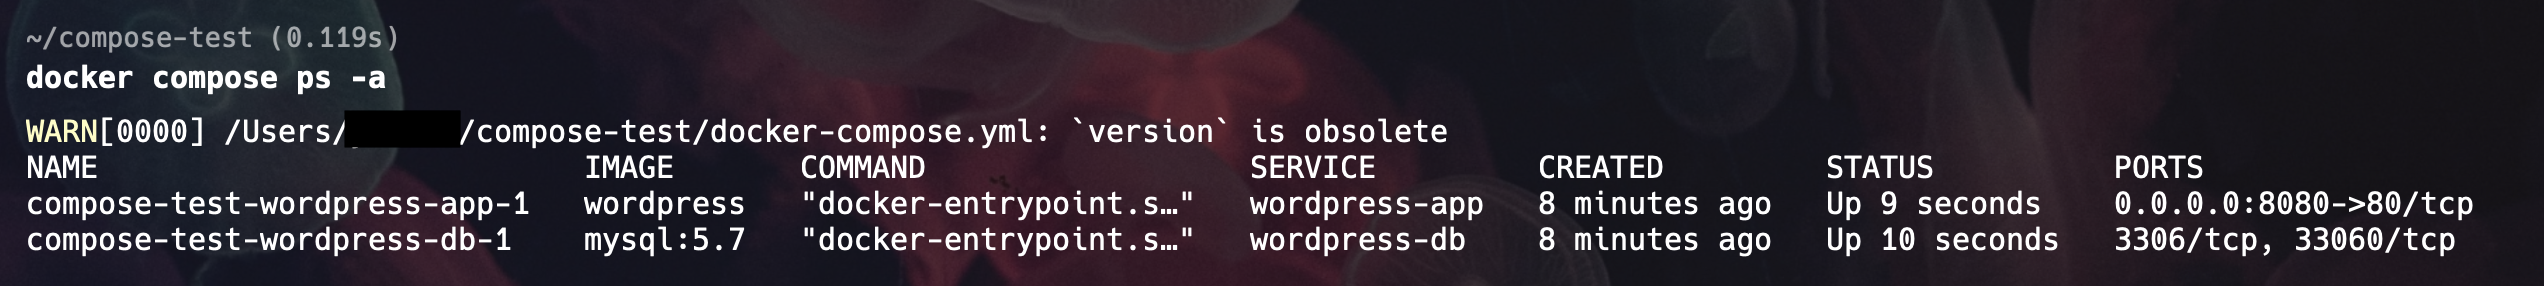 ~/compose-test (0.119s)
docker compose ps -a
WARN[0000] /Users/ /compose-test/docker-compose.yml: `version` is obsolete
NAME IMAGE COMMAND SERVICE CREATED STATUS PORTS
compose-test-wordpress-app-1 wordpress "docker-entrypoint.s…" wordpress-app 8 minutes ago Up 9 seconds 0.0.0.0:8080->80/tcp
compose-test-wordpress-db-1 mysql:5.7 "docker-entrypoint.s…" wordpress-db 8 minutes ago Up 10 seconds 3306/tcp, 33060/tcp